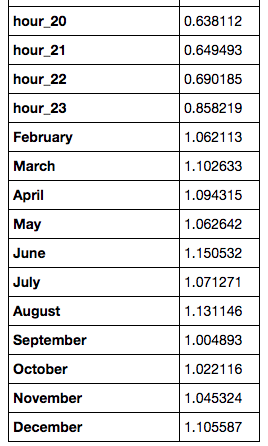 hour_20 0.638112
hour_21 0.649493
hour_22 0.690185
hour_23 0.858219
February 1.062113
March 1.102633
April 1.094315
May 1.062642
June 1.150532
July 1.071271
August 1.131146
September 1.004893
October 1.022116
November 1.045324
December 1.105587